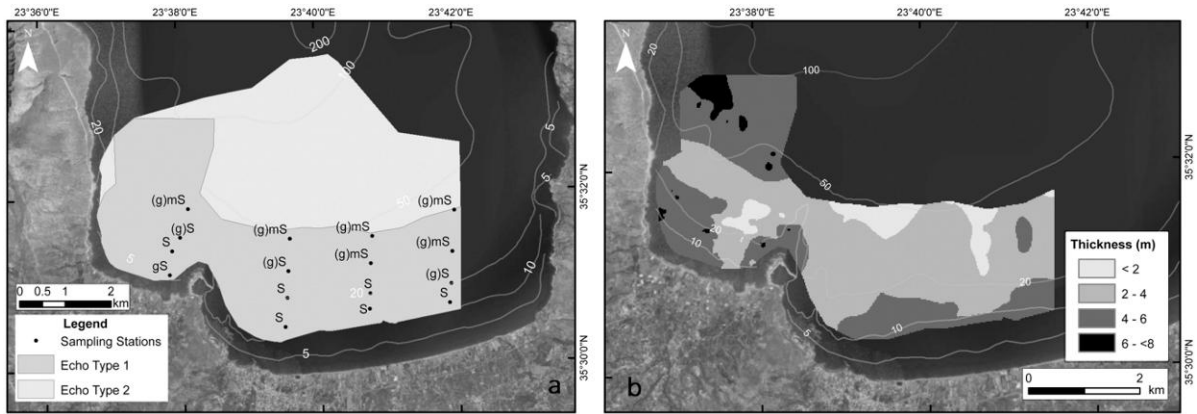 23°36'0"E 23°38'0"E 23°40'0"E 23°42'0"E
N
200
100
20
5
35°32'0"N
50
(g)mS
(g)mS
(g)S
(g)mS
(g)mS
S
(g)mS
(g)mS
5
gS
(g)S
(g)S
10
S
20
S
S
S
S
5
35°30'0"N
0 0.5 1 2
km
Legend
Sampling Stations
Echo Type 1
Echo Type 2
a
23°38'0"E 23°40'0"E 23°42'0"E
N
20
100
35°32'0"N
50
10
20
20
10
5
35°30'0"N
Thickness (m)
< 2
2 - 4
4 - 6
6 - <8
0 2
km
b